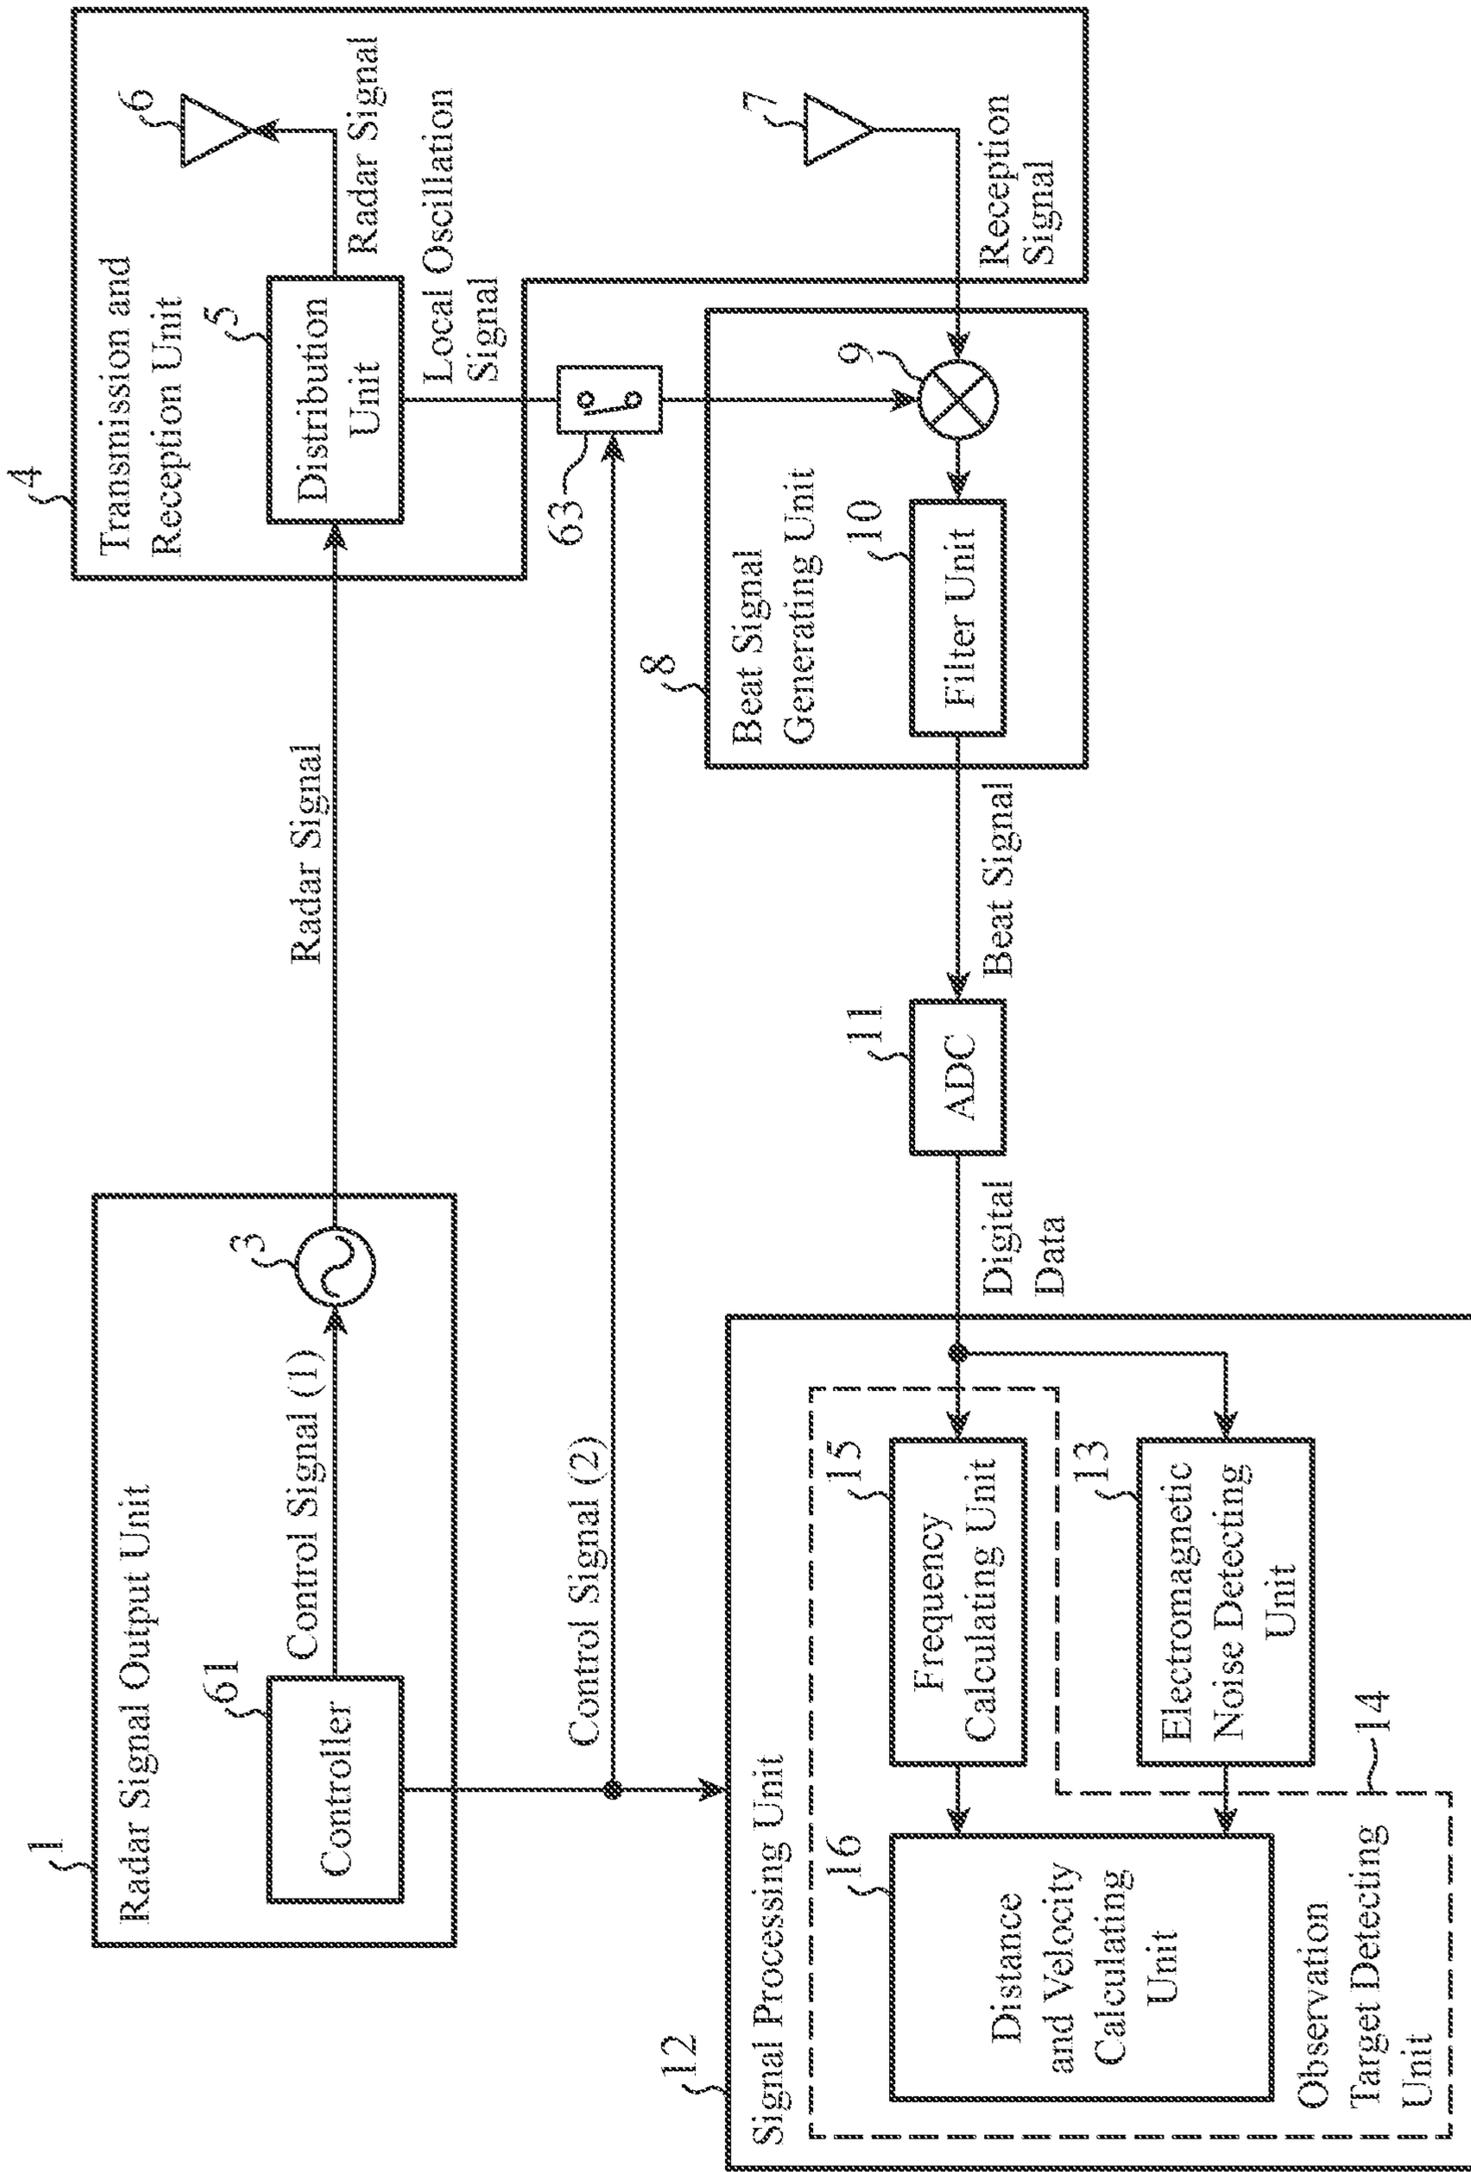 1
Radar Signal Output Unit
61
Controller
Control Signal (1)
3
Radar Signal
4
Transmission and
Reception Unit
5
Distribution
Unit
6
Radar Signal
Local Oscillation
Signal
7
Reception
Signal
63
Control Signal (2)
8
Beat Signal
Generating Unit
9
10
Filter Unit
Beat Signal
11
ADC
Digital
Data
12
Signal Processing Unit
15
Frequency
Calculating Unit
13
Electromagnetic
Noise Detecting
Unit
16
Distance
and Velocity
Calculating
Unit
14
Observation
Target Detecting
Unit